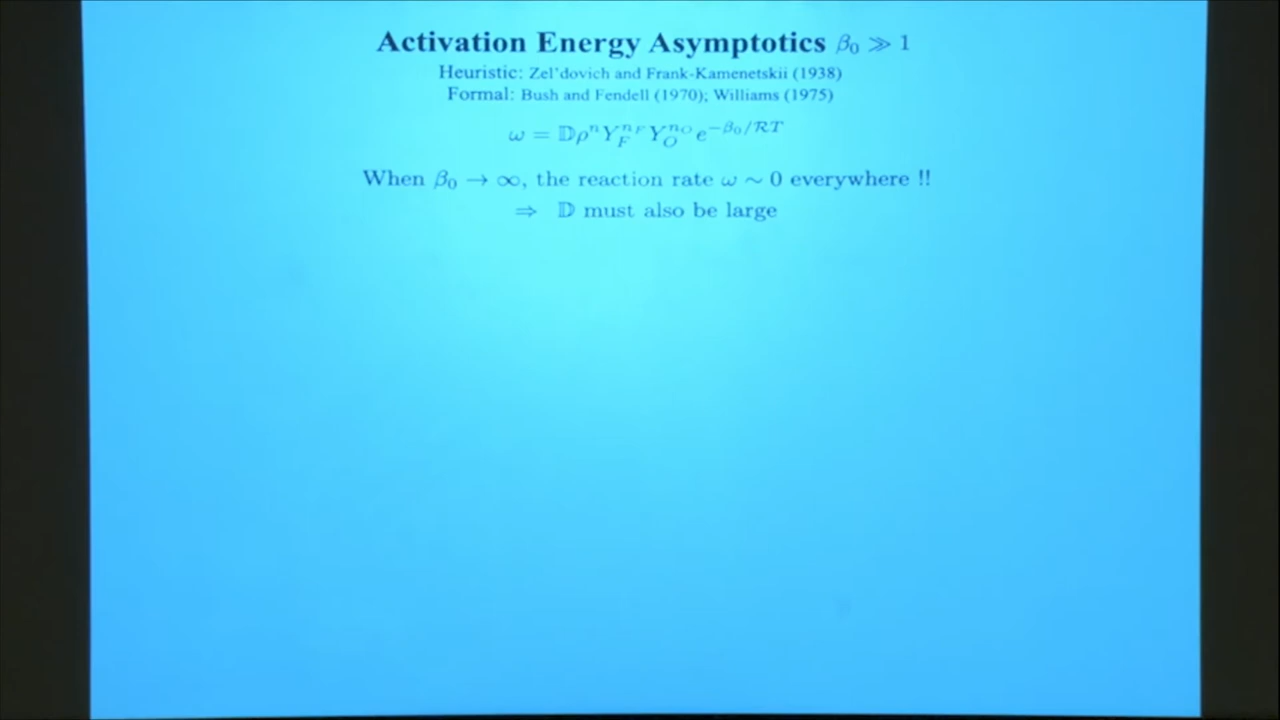 Activation Energy Asymptotics β₀ ≫ 1
Heuristic: Zel'dovich and Frank-Kamenetskii (1938)
Formal: Bush and Fendell (1970); Williams (1975)
ω = 𝔻ρⁿY_F^{n_F} Y_O^{n_O} e^{−β₀/ℛT}
When β₀ → ∞, the reaction rate ω ∼ 0 everywhere !!
⇒ 𝔻 must also be large